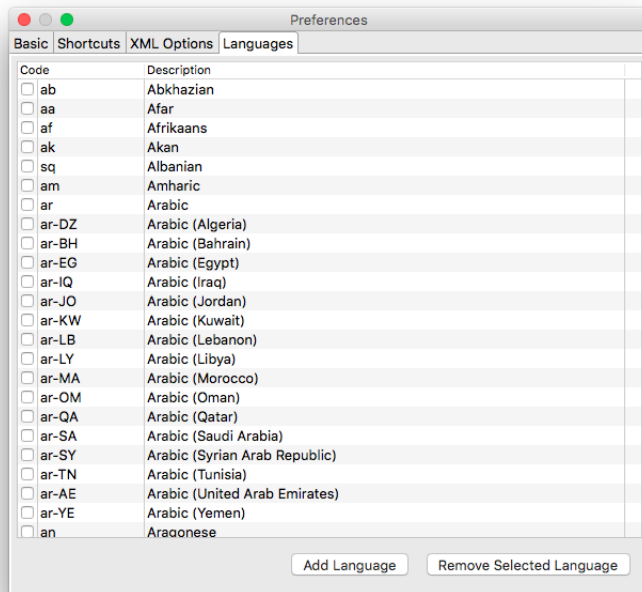 Preferences
Basic Shortcuts XML Options Languages
Code Description
ab Abkhazian
aa Afar
af Afrikaans
ak Akan
sq Albanian
am Amharic
ar Arabic
ar-DZ Arabic (Algeria)
ar-BH Arabic (Bahrain)
ar-EG Arabic (Egypt)
ar-IQ Arabic (Iraq)
ar-JO Arabic (Jordan)
ar-KW Arabic (Kuwait)
ar-LB Arabic (Lebanon)
ar-LY Arabic (Libya)
ar-MA Arabic (Morocco)
ar-OM Arabic (Oman)
ar-QA Arabic (Qatar)
ar-SA Arabic (Saudi Arabia)
ar-SY Arabic (Syrian Arab Republic)
ar-TN Arabic (Tunisia)
ar-AE Arabic (United Arab Emirates)
ar-YE Arabic (Yemen)
an Aragonese
Add Language Remove Selected Language